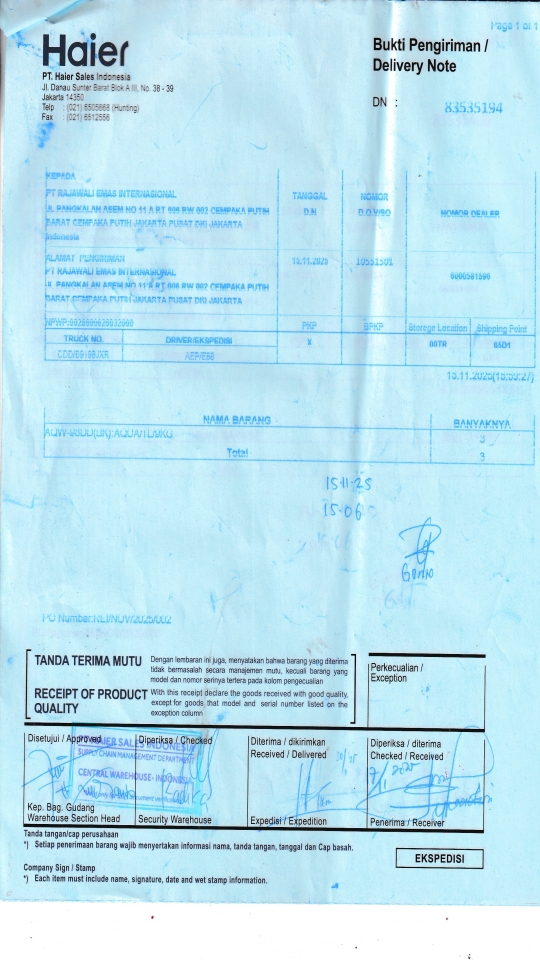 Page 1 of 1
Haier
Bukti Pengiriman /
Delivery Note
PT. Haier Sales Indonesia
Jl. Danau Sunter Barat Blok A III, No. 38 - 39
Jakarta 14350
Telp : (021) 6505668 (Hunting)
Fax : (021) 6512556
DN : 83535194
KEPADA
PT RAJAWALI EMAS INTERNASIONAL
JL PANGKALAN ASEM NO 11 A RT 006 RW 002 CEMPAKA PUTIH
BARAT CEMPAKA PUTIH JAKARTA PUSAT DKI JAKARTA
Indonesia
TANGGAL
D.N
NOMOR
D.O/SO
NOMOR DEALER
ALAMAT PENGIRIMAN
PT RAJAWALI EMAS INTERNASIONAL
JL PANGKALAN ASEM NO 11 A RT 006 RW 002 CEMPAKA PUTIH
BARAT CEMPAKA PUTIH JAKARTA PUSAT DKI JAKARTA
15.11.2025
PKP
X
Storage Location Shipping Point
TRUCK NO. DRIVER/EKSPEDISI
NAMA BARANG BANYAKNYA
3
Total 3
15-11-25
15-06
PO Number:REI/NOV/2025/002
TANDA TERIMA MUTU
Dengan lembaran ini juga, menyatakan bahwa barang yang diterima
tidak bermasalah secara manajemen mutu, kecuali barang yang
model dan nomor serinya tertera pada kolom pengecualian
RECEIPT OF PRODUCT
QUALITY
With this receipt declare the goods received with good quality,
except for goods that model and serial number listed on the
exception column
Perkecualian /
Exception
Disetujui / Approved
Diperiksa / Checked
Diterima / dikirimkan
Received / Delivered
Diperiksa / diterima
Checked / Received
PT HAIER SALES INDONESIA
SUPPLY CHAIN MANAGEMENT DEPARTMENT
CENTRAL WAREHOUSE- INDONESIA
Kep. Bag. Gudang
Warehouse Section Head
Security Warehouse
Expedisi / Expedition
Penerima / Receiver
Tanda tangan/cap perusahaan
*) Setiap penerimaan barang wajib menyertakan informasi nama, tanda tangan, tanggal dan Cap basah.
EKSPEDISI
Company Sign / Stamp
*) Each item must include name, signature, date and wet stamp information.